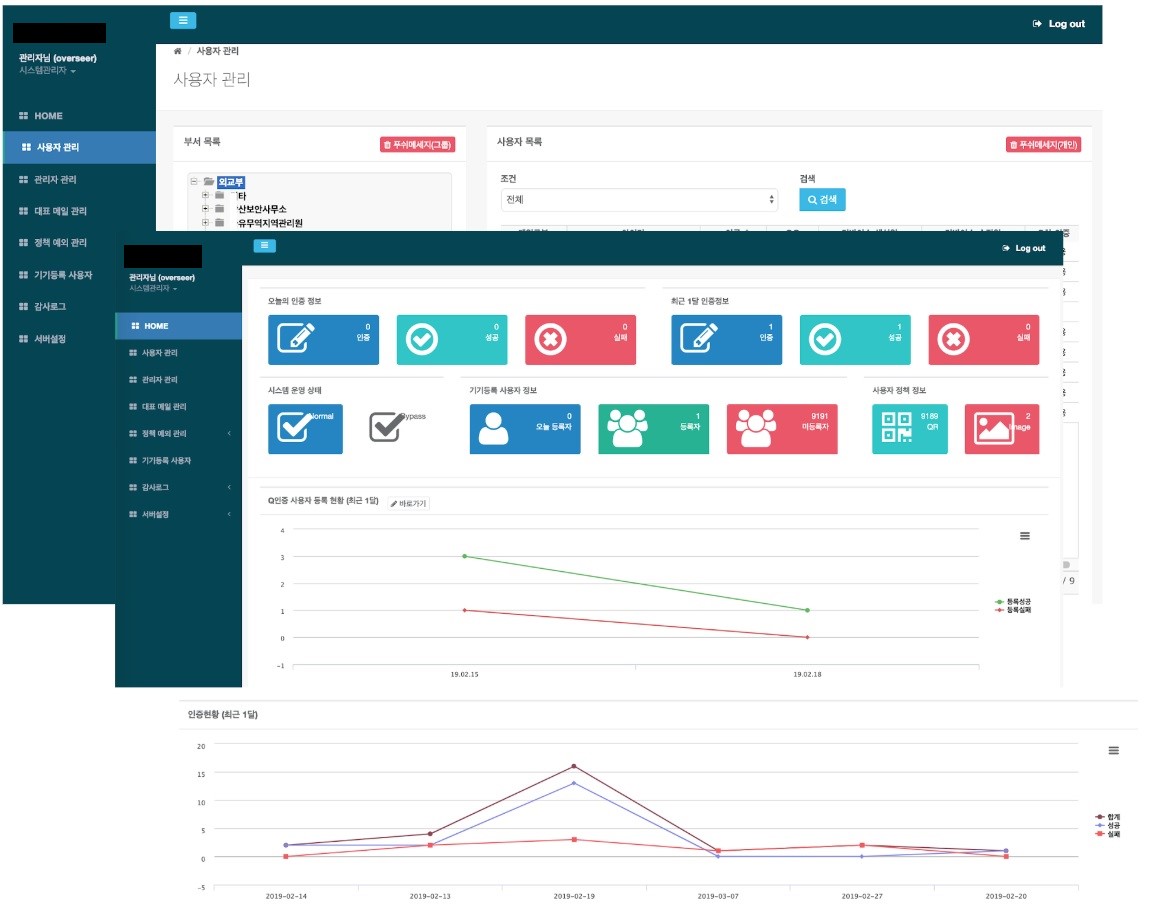 Log out
관리자님 (overseer)
시스템관리자
HOME
사용자 관리
관리자 관리
대표 메일 관리
정책 예외 관리
기기등록 사용자
감사로그
서버설정
/ 사용자 관리
사용자 관리
부서 목록
푸쉬메세지(그룹)
외교부
산보안사무소
유무역지역관리원
사용자 목록
푸쉬메세지(개인)
조건
전체
검색
검색
/ 9
Log out
관리자님 (overseer)
시스템관리자
HOME
사용자 관리
관리자 관리
대표 메일 관리
정책 예외 관리
기기등록 사용자
감사로그
서버설정
오늘의 인증 정보
0
인증
0
성공
0
실패
최근 1달 인증정보
1
인증
1
성공
0
실패
시스템 운영 상태
Normal
Bypass
기기등록 사용자 정보
0
오늘 등록자
1
등록자
9191
미등록자
사용자 정책 정보
9189
QR
2
Image
Q인증 사용자 등록 현황 (최근 1달)
바로가기
4
3
2
1
0
-1
19.02.15
19.02.18
등록성공
등록실패
인증현황 (최근 1달)
20
15
10
5
0
-5
2019-02-14
2019-02-13
2019-02-19
2019-03-07
2019-02-27
2019-02-20
합계
성공
실패